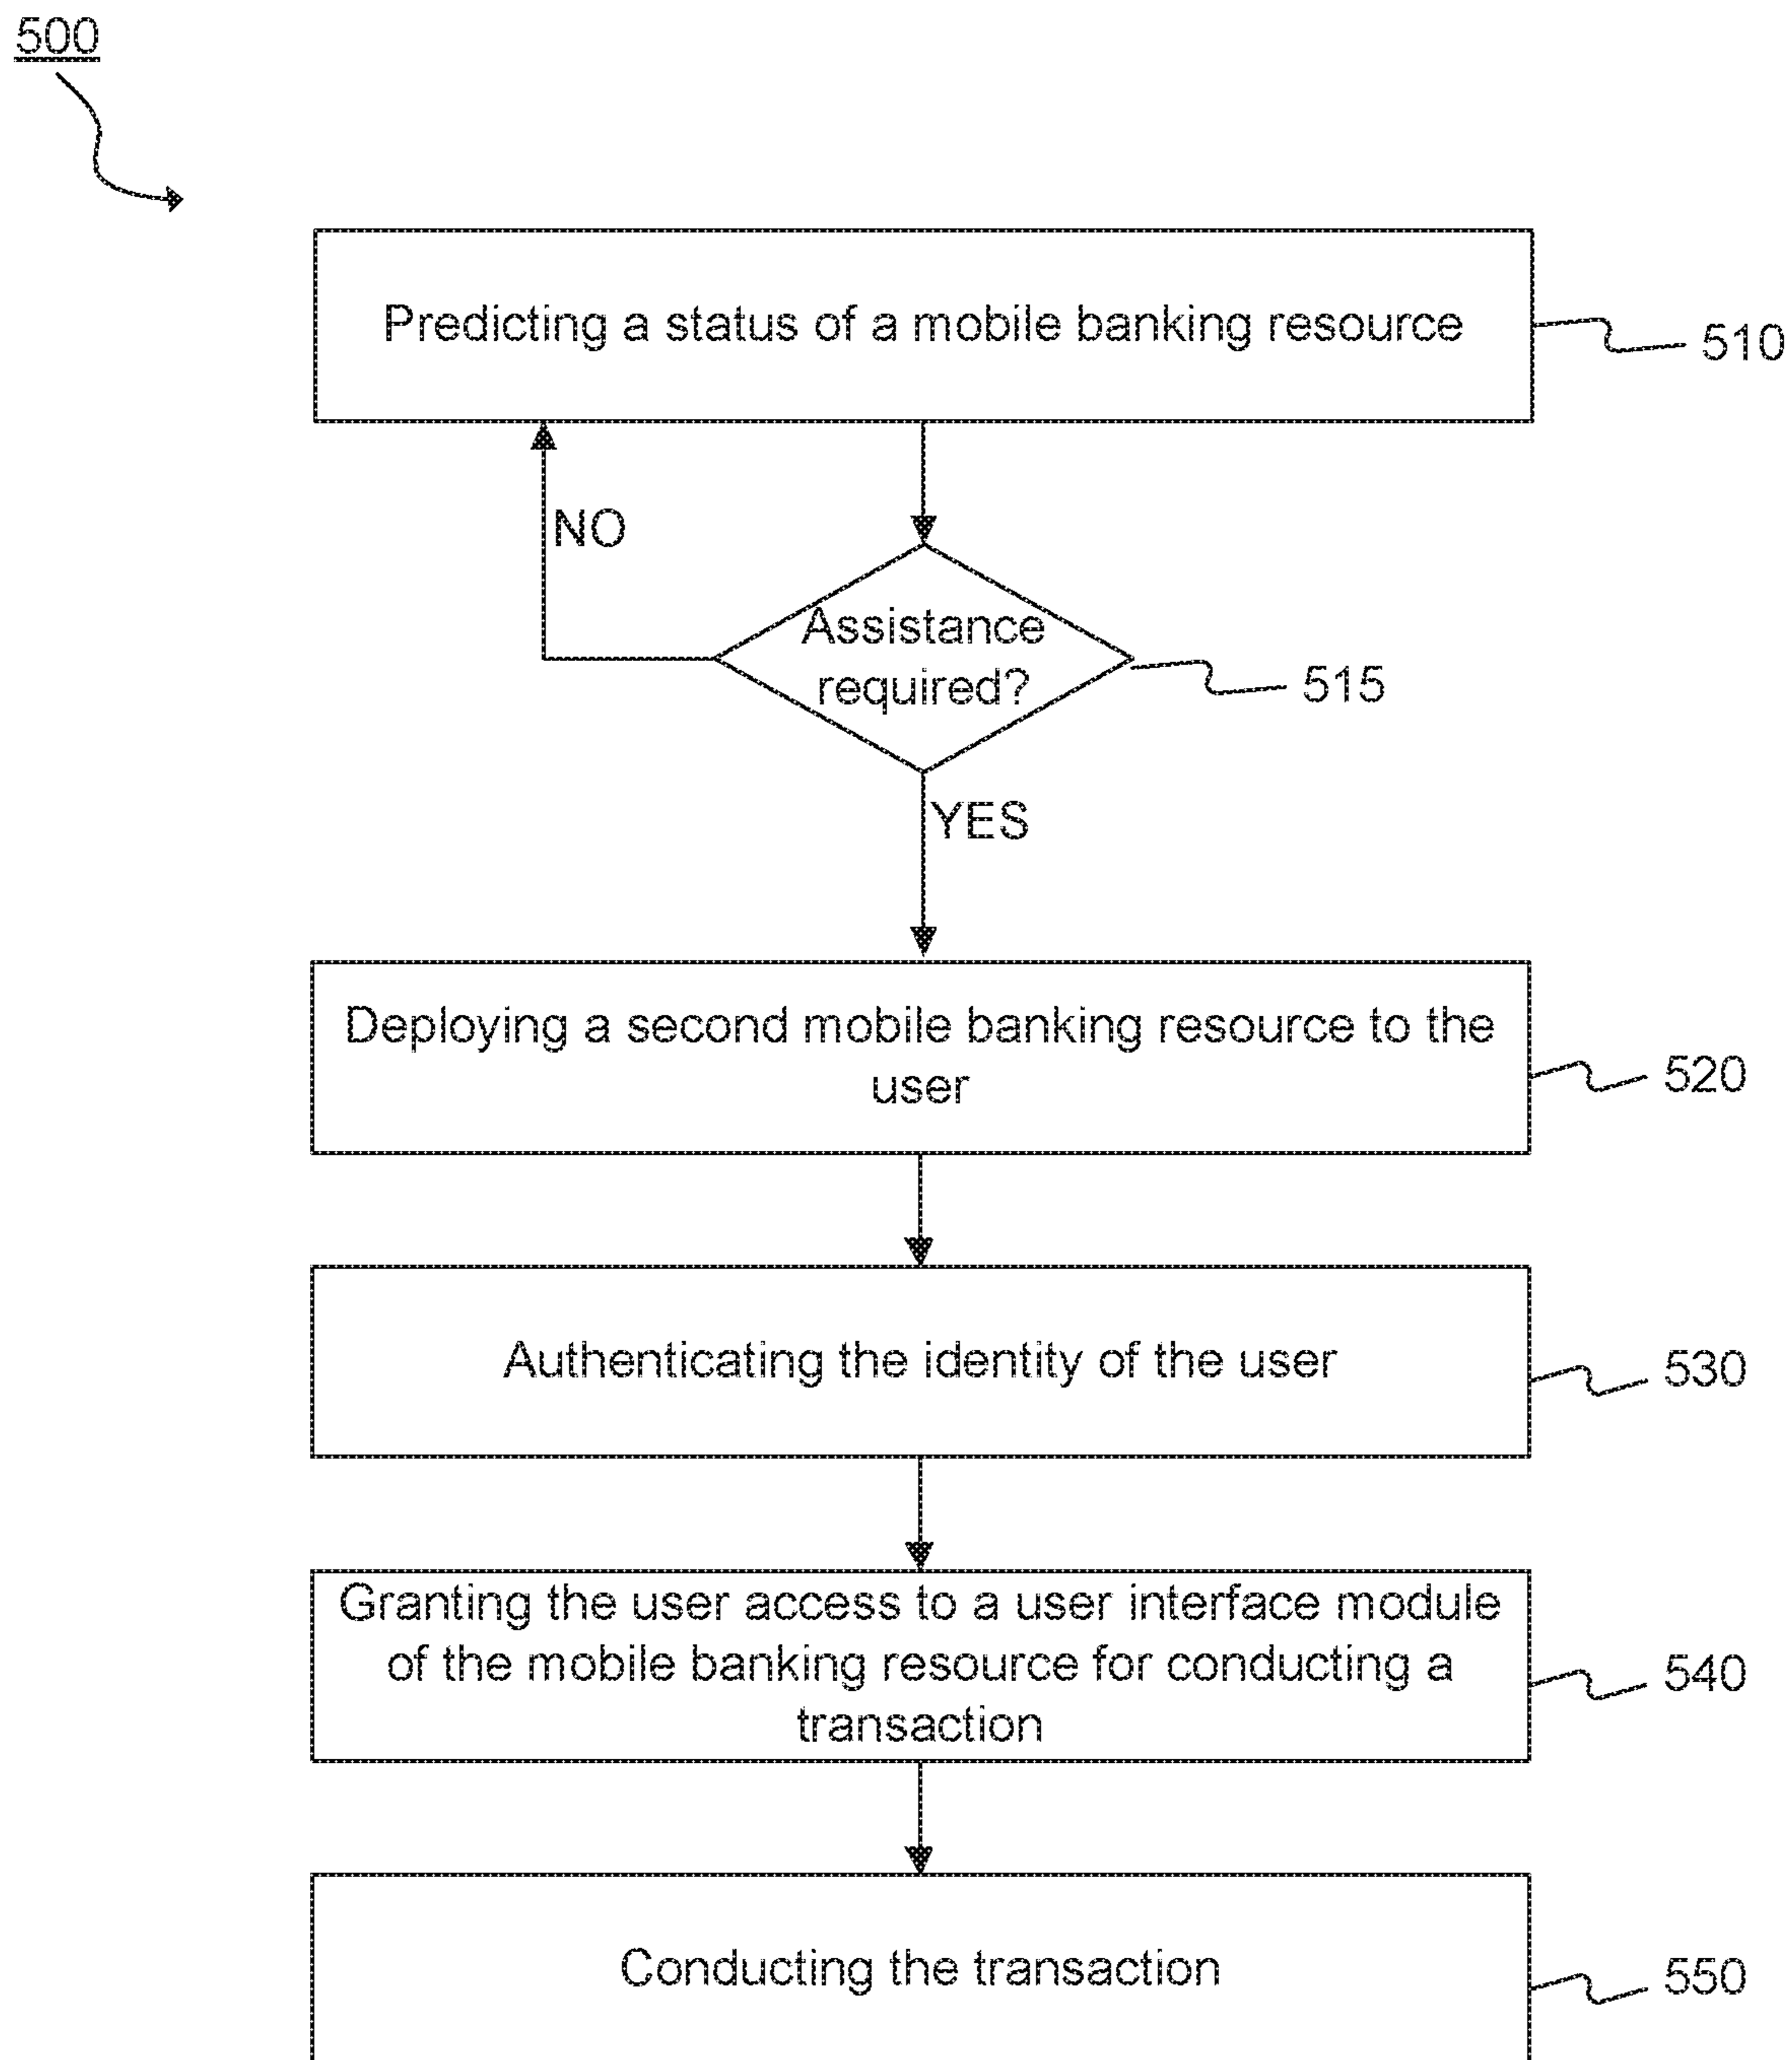 500
Predicting a status of a mobile banking resource
510
NO
Assistance
required?
515
YES
Deploying a second mobile banking resource to the
user
520
Authenticating the identity of the user
530
Granting the user access to a user interface module
of the mobile banking resource for conducting a
transaction
540
Conducting the transaction
550